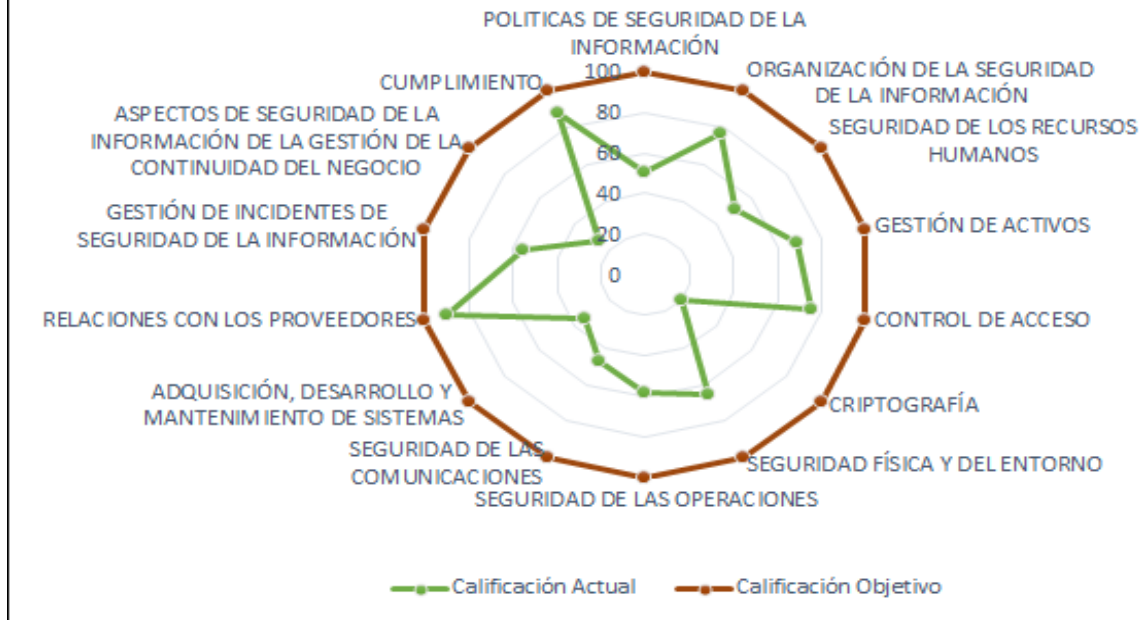 POLITICAS DE SEGURIDAD DE LA
INFORMACIÓN
ORGANIZACIÓN DE LA SEGURIDAD
DE LA INFORMACIÓN
SEGURIDAD DE LOS RECURSOS
HUMANOS
GESTIÓN DE ACTIVOS
CONTROL DE ACCESO
CRIPTOGRAFÍA
SEGURIDAD FÍSICA Y DEL ENTORNO
SEGURIDAD DE LAS OPERACIONES
SEGURIDAD DE LAS
COMUNICACIONES
ADQUISICIÓN, DESARROLLO Y
MANTENIMIENTO DE SISTEMAS
RELACIONES CON LOS PROVEEDORES
GESTIÓN DE INCIDENTES DE
SEGURIDAD DE LA INFORMACIÓN
ASPECTOS DE SEGURIDAD DE LA
INFORMACIÓN DE LA GESTIÓN DE LA
CONTINUIDAD DEL NEGOCIO
CUMPLIMIENTO
100
80
60
40
20
0
Calificación Actual
Calificación Objetivo